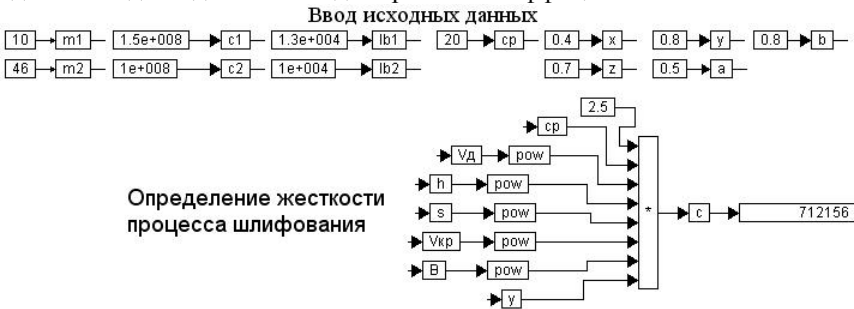 Ввод исходных данных
10 m1 1.5e+008 c1 1.3e+004 lb1 20 cp 0.4 x 0.8 y 0.8 b
46 m2 1e+008 c2 1e+004 lb2 0.7 z 0.5 a
2.5
cp
Vд pow
h pow
Определение жесткости
процесса шлифования
s pow
* c 712156
Vкр pow
B pow
y